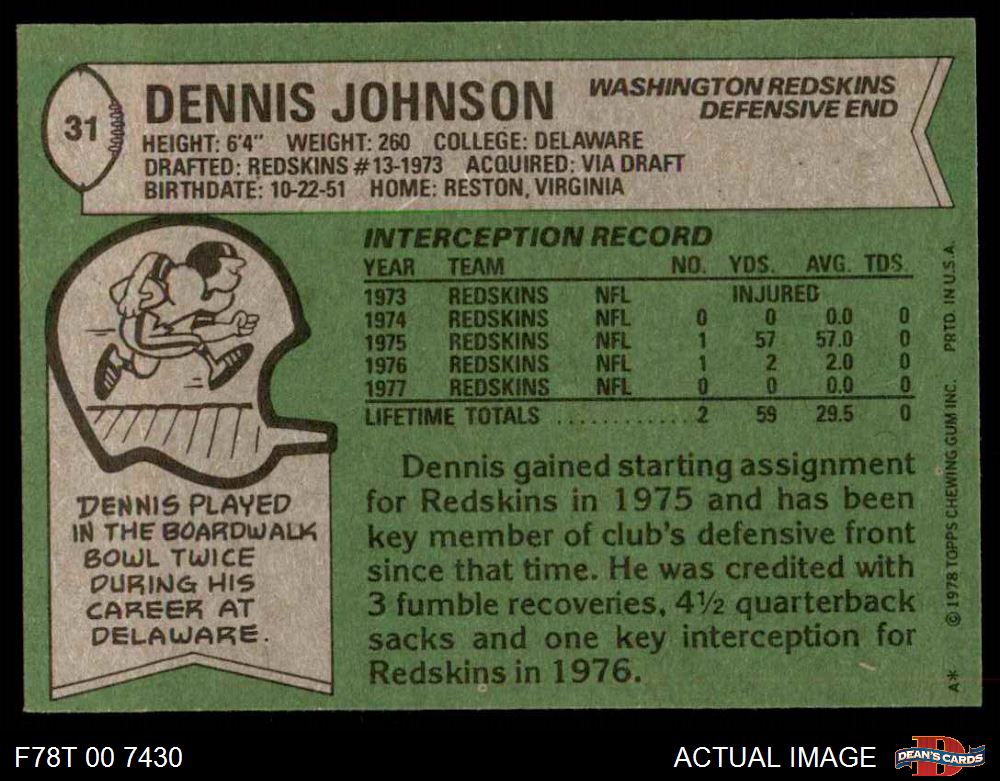 31
DENNIS JOHNSON
WASHINGTON REDSKINS
DEFENSIVE END
HEIGHT: 6'4" WEIGHT: 260 COLLEGE: DELAWARE
DRAFTED: REDSKINS #13-1973 ACQUIRED: VIA DRAFT
BIRTHDATE: 10-22-51 HOME: RESTON, VIRGINIA
INTERCEPTION RECORD
YEAR TEAM NO. YDS. AVG. TDS.
1973 REDSKINS NFL INJURED
1974 REDSKINS NFL 0 0 0.0 0
1975 REDSKINS NFL 1 57 57.0 0
1976 REDSKINS NFL 1 2 2.0 0
1977 REDSKINS NFL 0 0 0.0 0
LIFETIME TOTALS ............. 2 59 29.5 0
DENNIS PLAYED
IN THE BOARDWALK
BOWL TWICE
DURING HIS
CAREER AT
DELAWARE.
Dennis gained starting assignment
for Redskins in 1975 and has been
key member of club's defensive front
since that time. He was credited with
3 fumble recoveries, 4½ quarterback
sacks and one key interception for
Redskins in 1976.
A* © 1978 TOPPS CHEWING GUM INC. PRTD. IN U.S.A.
F78T 00 7430
ACTUAL IMAGE
D
DEAN'S CARDS